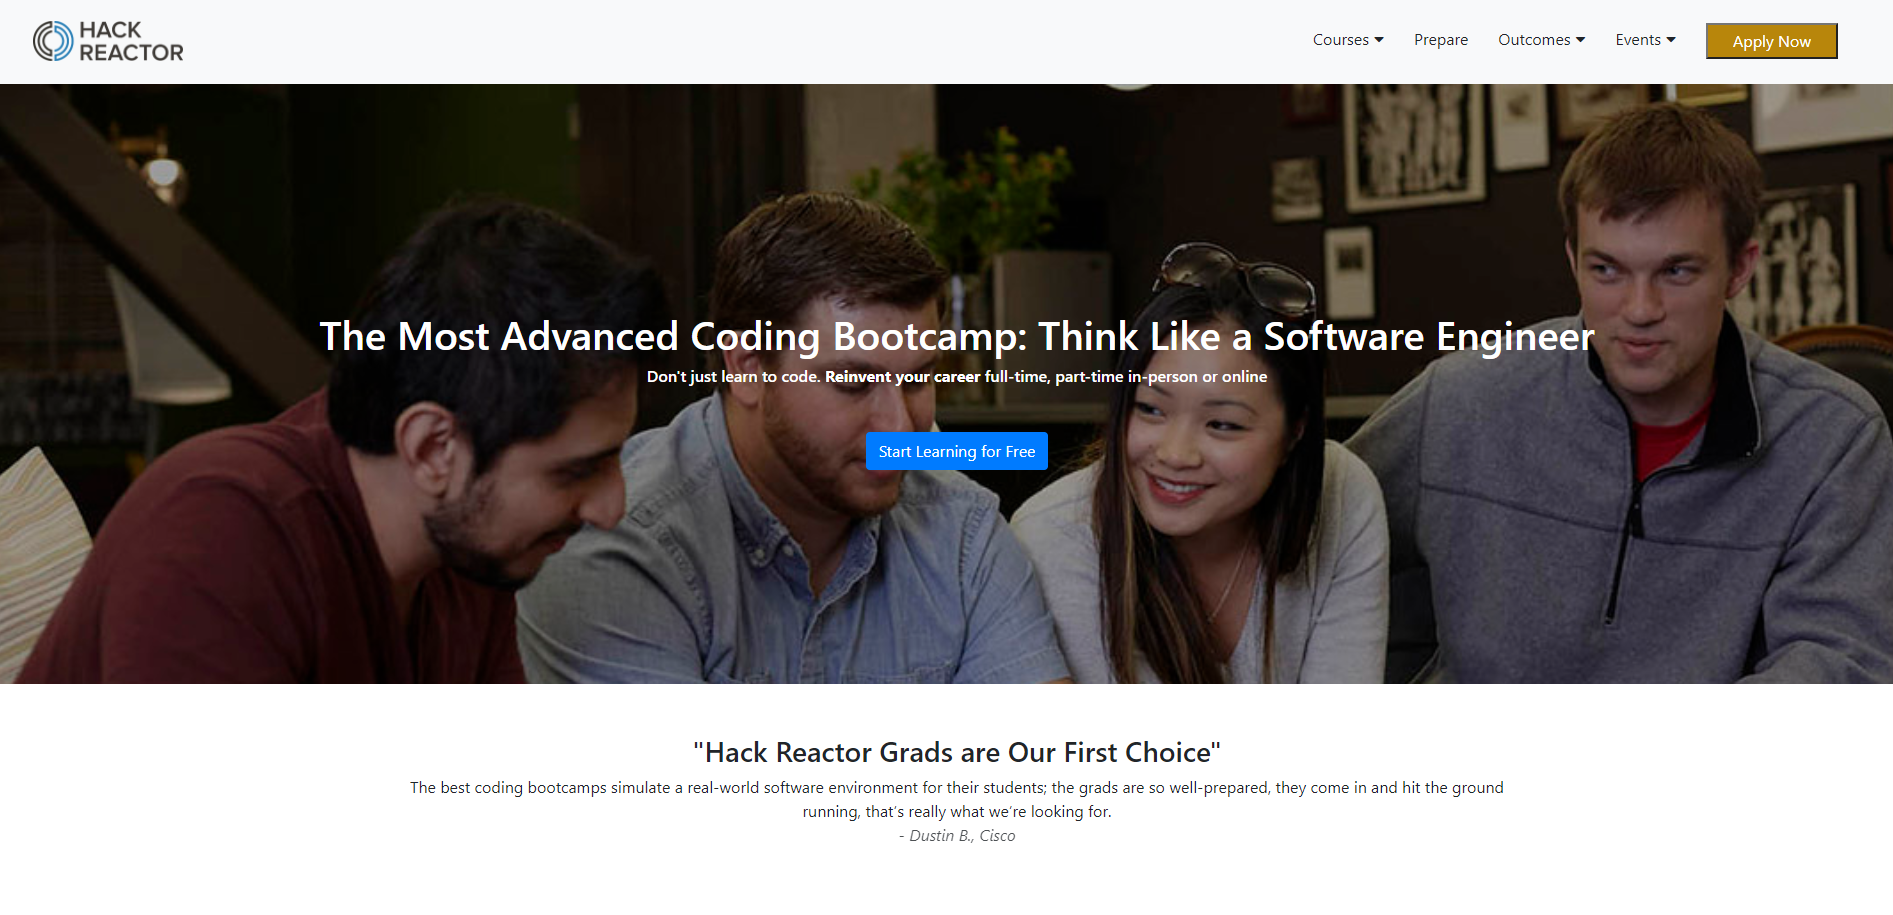 HACK
REACTOR
Courses
Prepare
Outcomes
Events
Apply Now
The Most Advanced Coding Bootcamp: Think Like a Software Engineer
Don't just learn to code. Reinvent your career full-time, part-time in-person or online
Start Learning for Free
"Hack Reactor Grads are Our First Choice"
The best coding bootcamps simulate a real-world software environment for their students; the grads are so well-prepared, they come in and hit the ground
running, that’s really what we’re looking for.
- Dustin B., Cisco